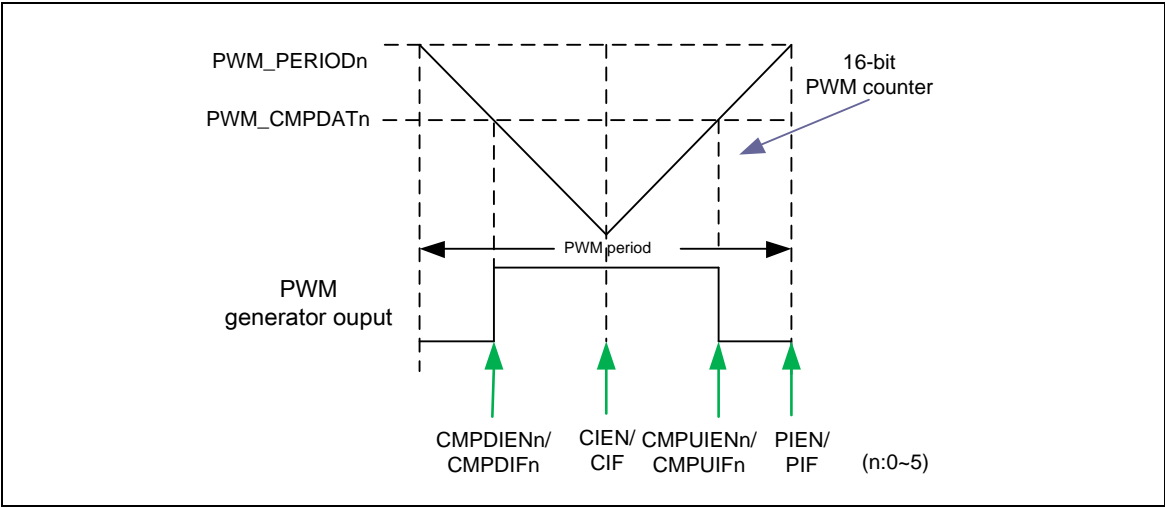 PWM_PERIODn
16-bit
PWM counter
PWM_CMPDATn
PWM period
PWM
generator ouput
CMPDIENn/
CMPDIFn
CIEN/
CIF
CMPUIENn/
CMPUIFn
PIEN/
PIF
(n:0~5)